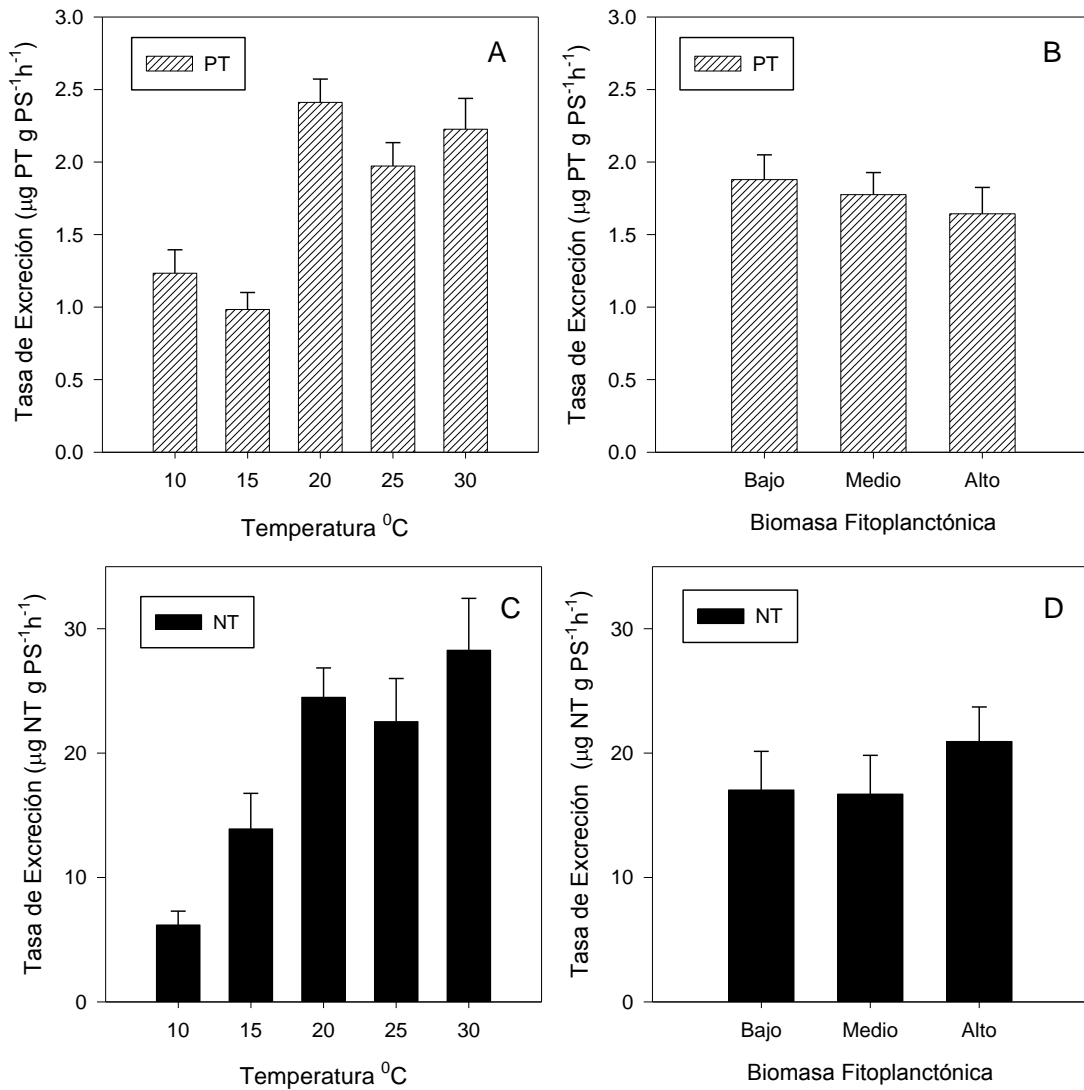 A
PT
Tasa de Excreción (μg PT g PS⁻¹h⁻¹)
3.0
2.5
2.0
1.5
1.0
0.5
0.0
10 15 20 25 30
Temperatura ⁰C
B
PT
Tasa de Excreción (μg PT g PS⁻¹h⁻¹)
3.0
2.5
2.0
1.5
1.0
0.5
0.0
Bajo Medio Alto
Biomasa Fitoplanctónica
C
NT
Tasa de Excreción (μg NT g PS⁻¹h⁻¹)
30
20
10
0
10 15 20 25 30
Temperatura ⁰C
D
NT
Tasa de Excreción (μg NT g PS⁻¹h⁻¹)
30
20
10
0
Bajo Medio Alto
Biomasa Fitoplanctónica